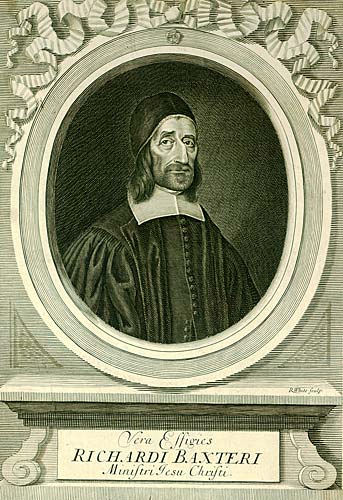 R White sculp.
Vera Effigies
RICHARDI BAXTERI
Ministri Jesu Christi.